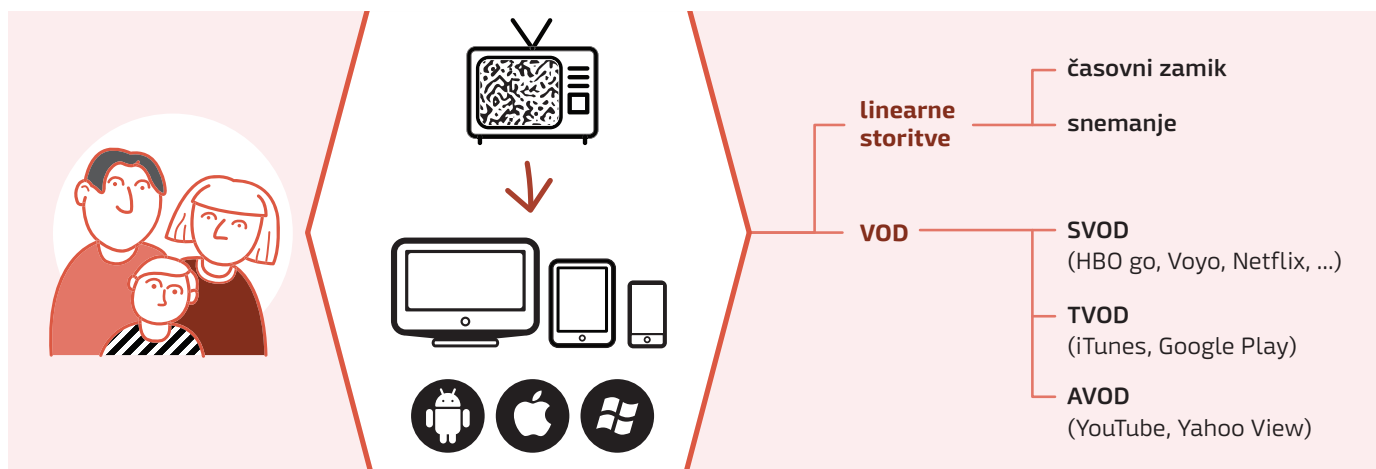 časovni zamik
linearne
storitve
snemanje
VOD
SVOD
(HBO go, Voyo, Netflix, ...)
TVOD
(iTunes, Google Play)
AVOD
(YouTube, Yahoo View)